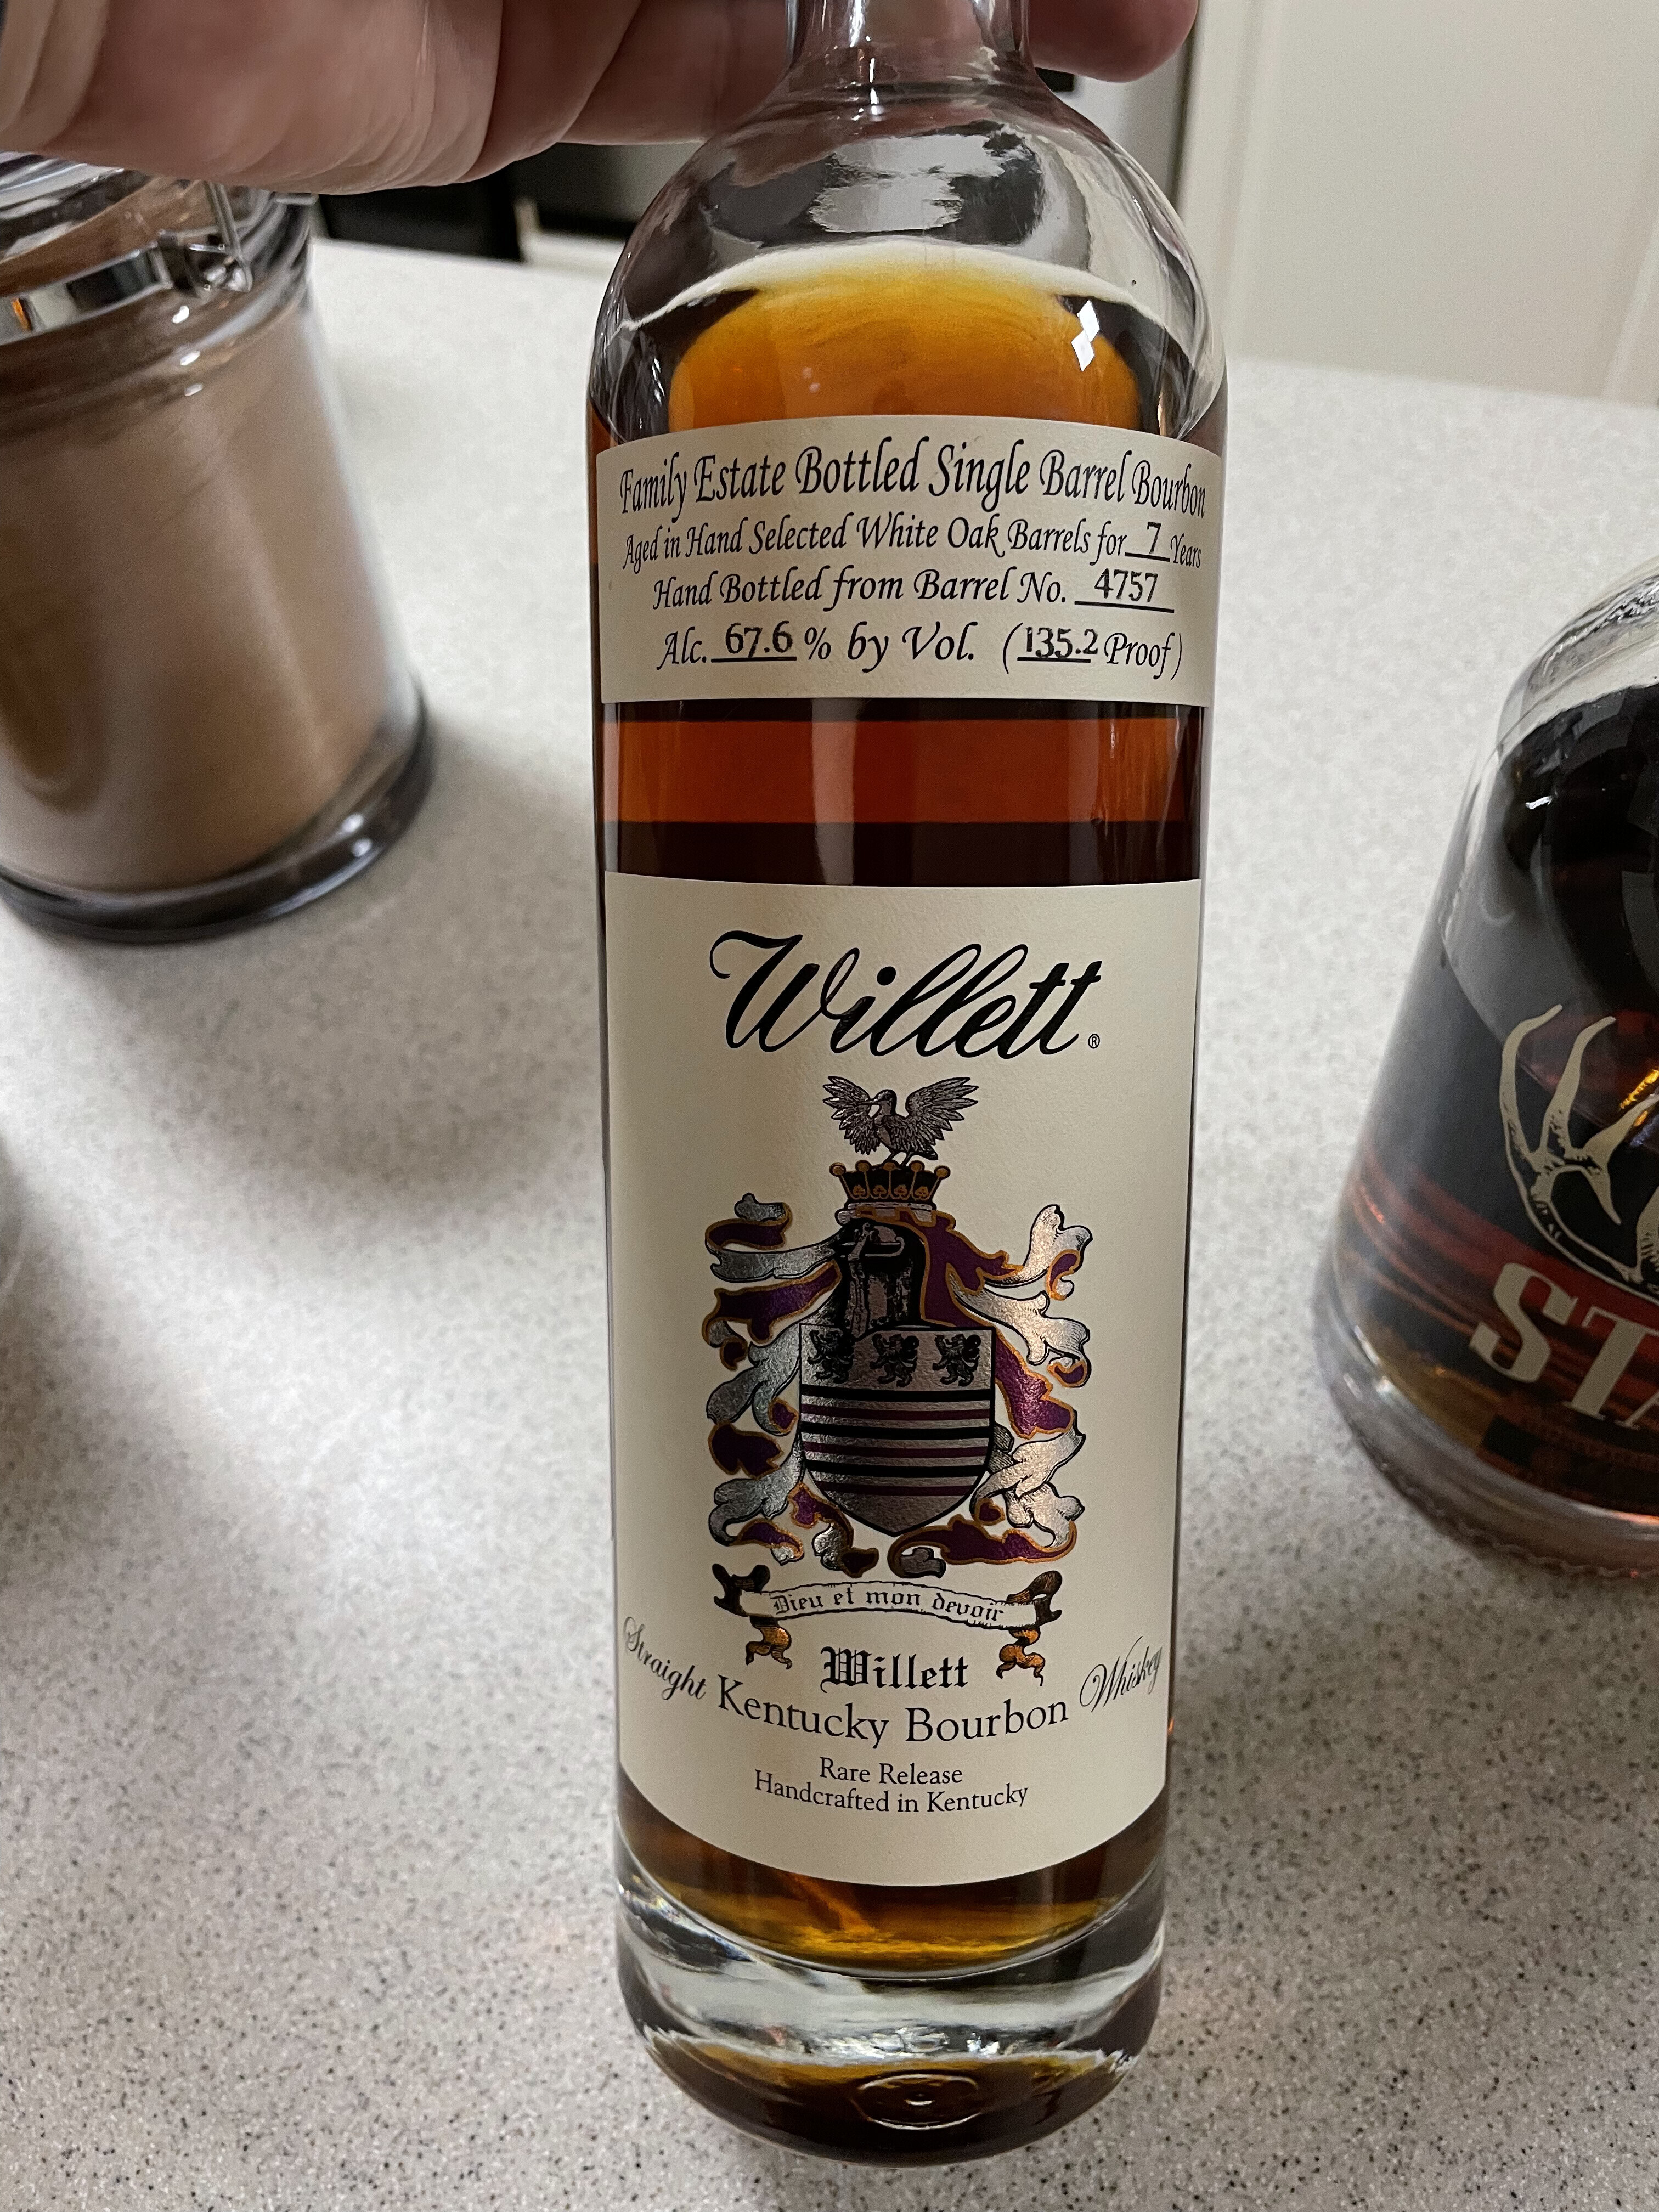 Family Estate Bottled Single Barrel Bourbon
Aged in Hand Selected White Oak Barrels for 7 Years
Hand Bottled from Barrel No. 4757
Alc. 67.6 % by Vol. (135.2 Proof)
Willett®
Dieu et mon devoir
Willett
Straight Kentucky Bourbon Whiskey
Rare Release
Handcrafted in Kentucky